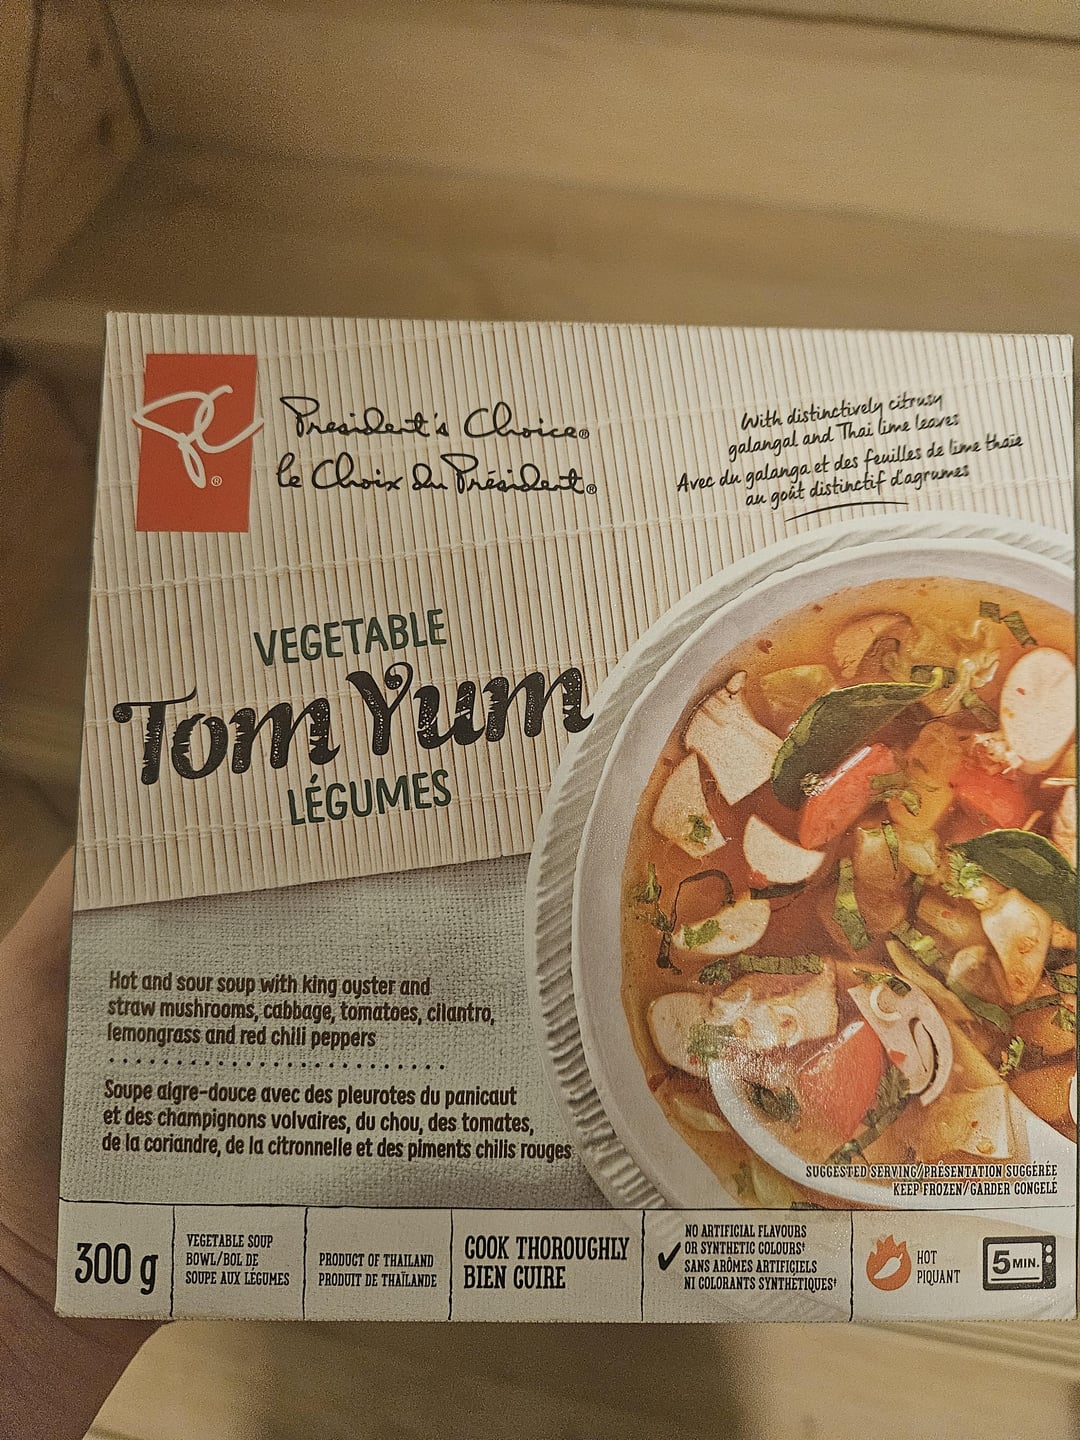 President's Choice®
le Choix du Président®
With distinctively citrusy
galangal and Thai lime leaves
Avec du galanga et des feuilles de lime thaïe
au goût distinctif d'agrumes
VEGETABLE
Tom Yum
LÉGUMES
Hot and sour soup with king oyster and
straw mushrooms, cabbage, tomatoes, cilantro,
lemongrass and red chili peppers
Soupe aigre-douce avec des pleurotes du panicaut
et des champignons volvaires, du chou, des tomates,
de la coriandre, de la citronnelle et des piments chilis rouges
SUGGESTED SERVING/PRÉSENTATION SUGGÉRÉE
KEEP FROZEN/GARDER CONGELÉ
300 g
VEGETABLE SOUP
BOWL/BOL DE
SOUPE AUX LÉGUMES
PRODUCT OF THAILAND
PRODUIT DE THAÏLANDE
COOK THOROUGHLY
BIEN CUIRE
NO ARTIFICIAL FLAVOURS
OR SYNTHETIC COLOURS†
SANS ARÔMES ARTIFICIELS
NI COLORANTS SYNTHÉTIQUES†
HOT
PIQUANT
5 MIN.